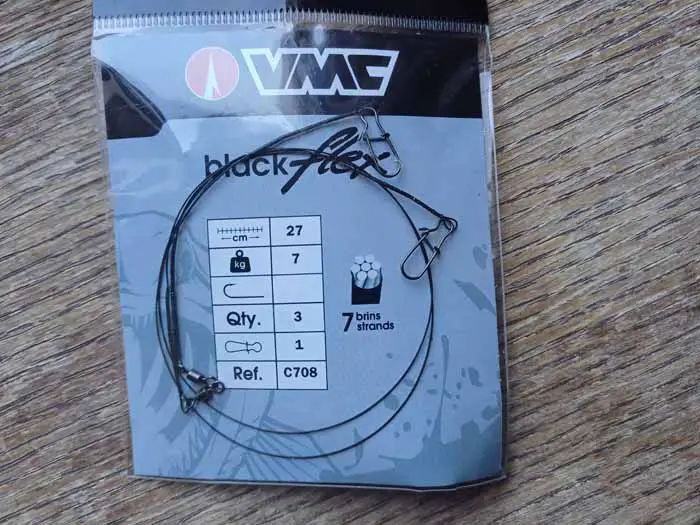 VMC
black-flex
cm 27
kg 7
Qty. 3
1
Ref. C708
7 brins
strands